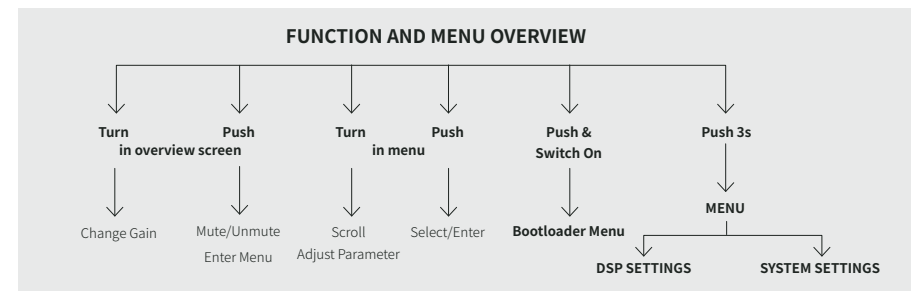 FUNCTION AND MENU OVERVIEW
Turn Push Turn Push Push & Push 3s
in overview screen in menu Switch On
MENU
Change Gain Mute/Unmute Scroll Select/Enter Bootloader Menu
Enter Menu Adjust Parameter
DSP SETTINGS SYSTEM SETTINGS